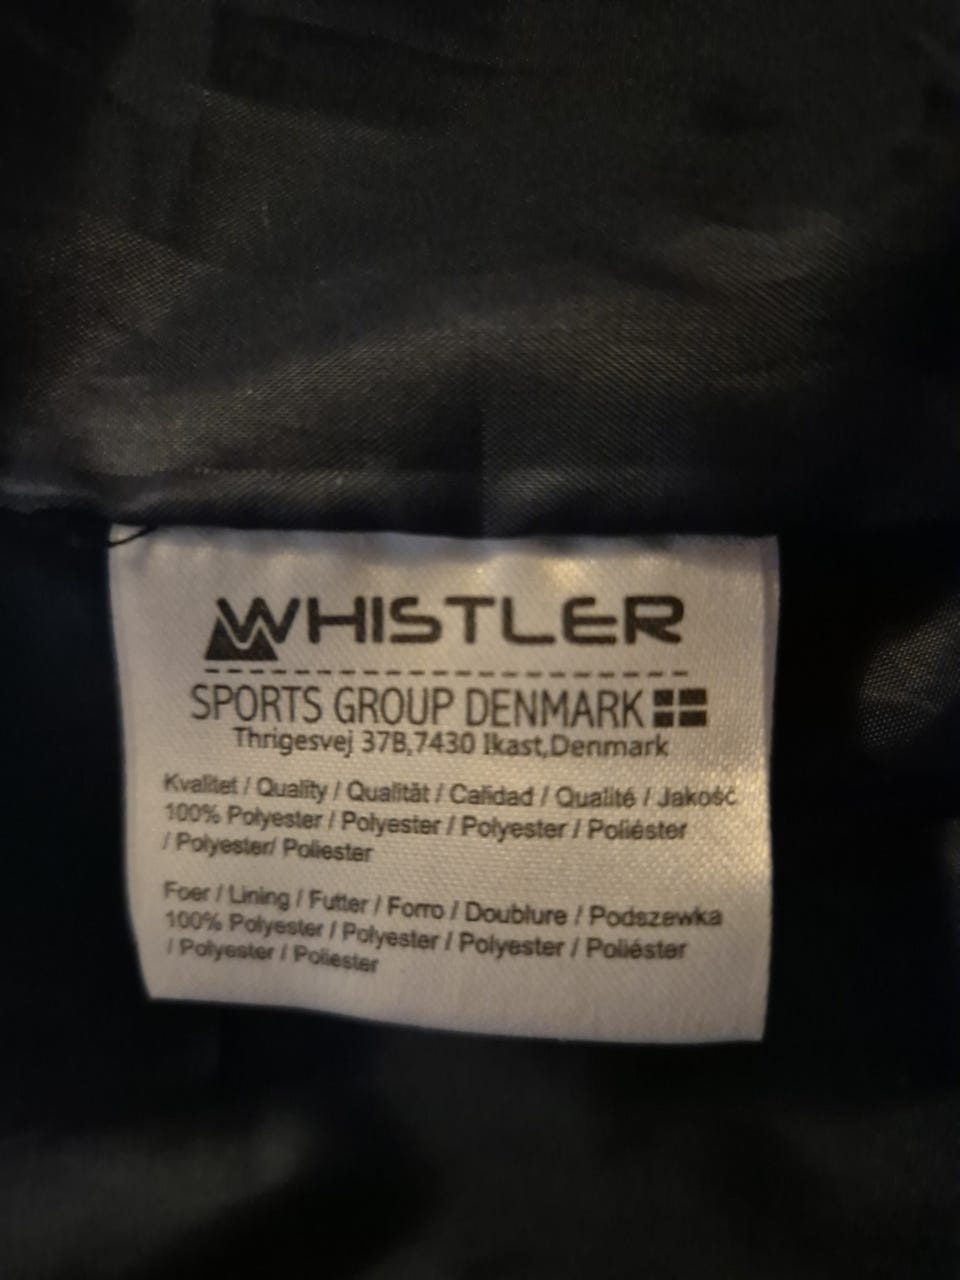 WHISTLER
SPORTS GROUP DENMARK
Thrigesvej 37B,7430 Ikast,Denmark
Kvalitet / Quality / Qualität / Calidad / Qualité / Jakość
100% Polyester / Polyester / Polyester / Poliéster
/ Polyester/ Poliester
Foer / Lining / Futter / Forro / Doublure / Podszewka
100% Polyester / Polyester / Polyester / Poliéster
/ Polyester / Poliester